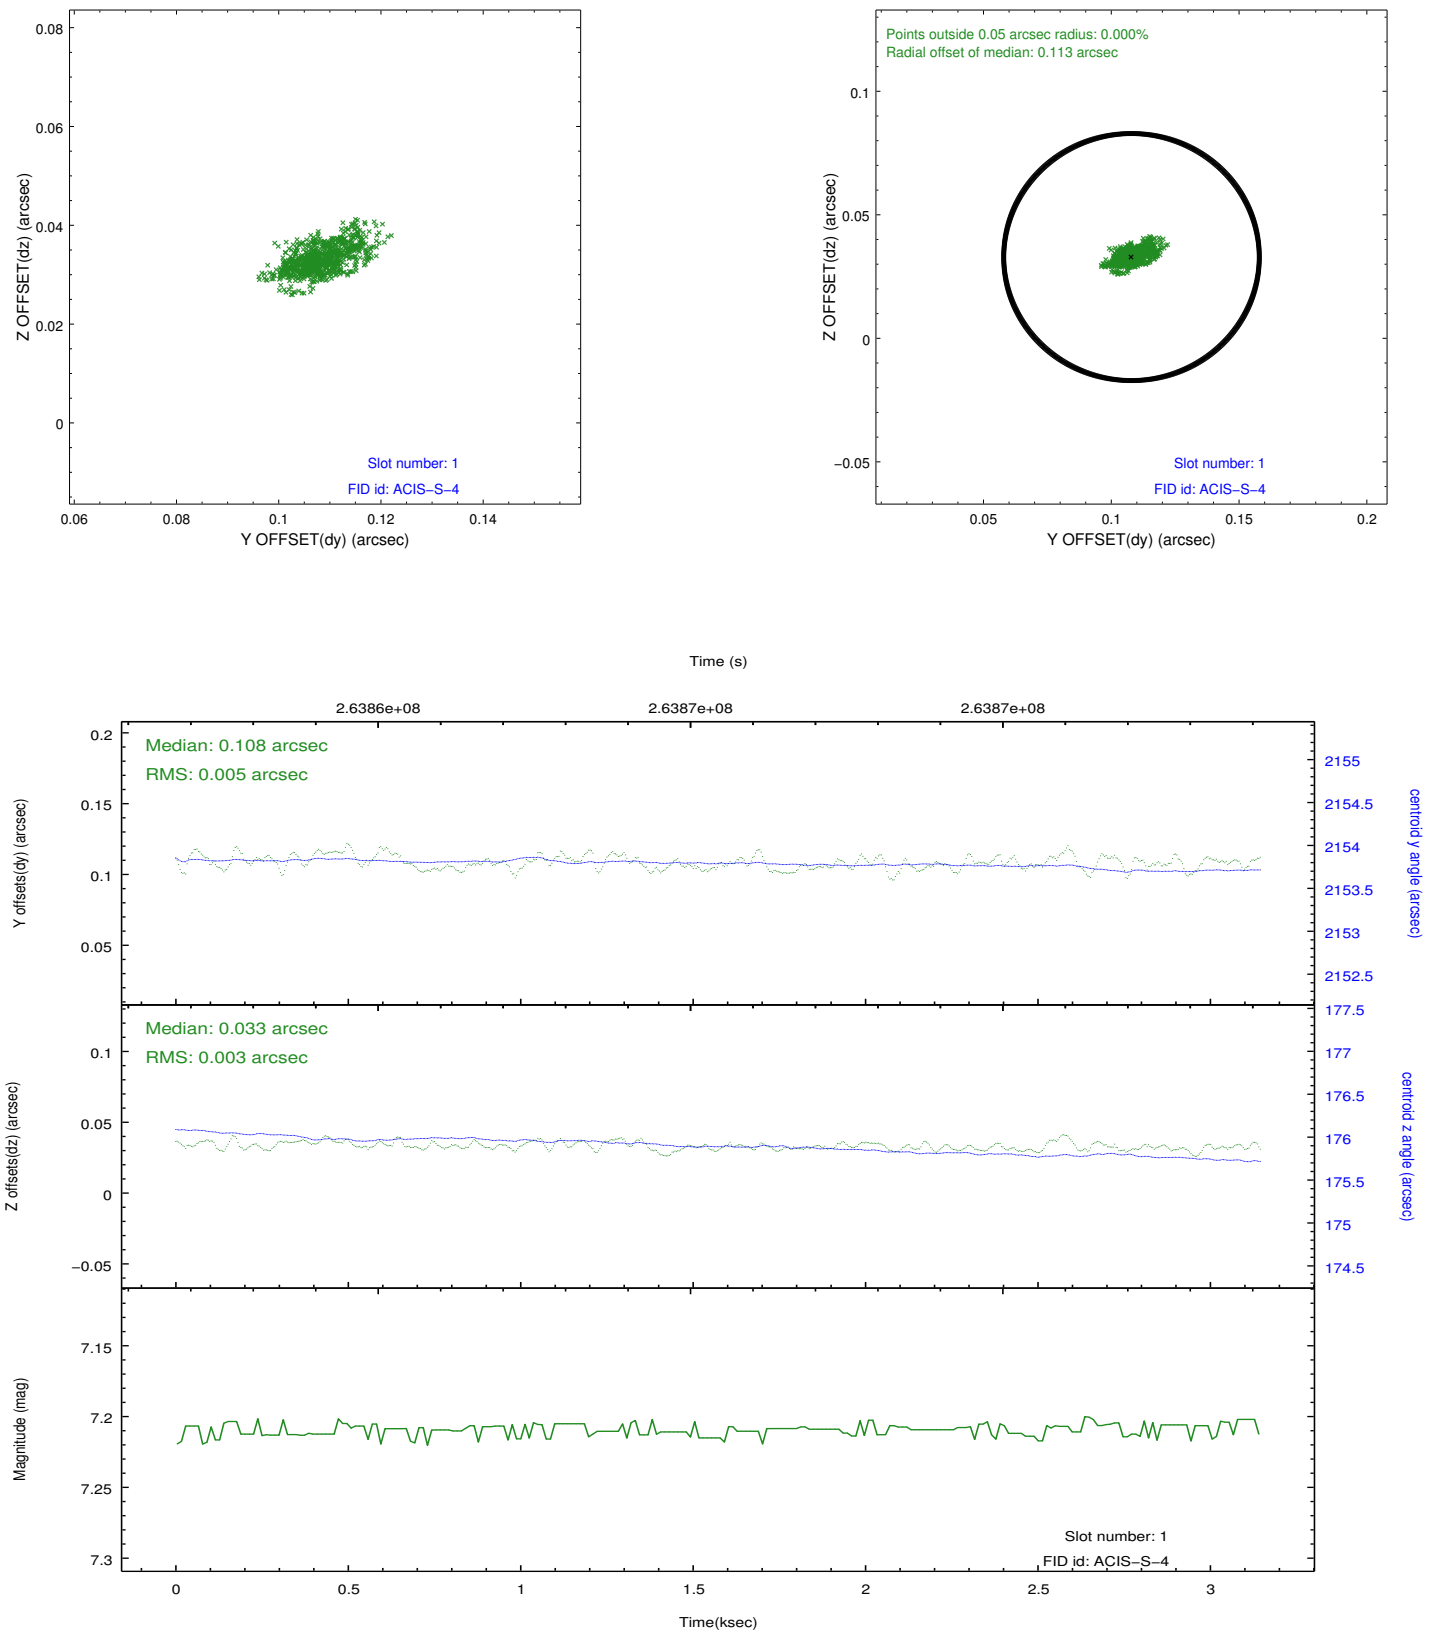 0.08
0.06
0.04
0.02
0
Z OFFSET(dz) (arcsec)
Slot number: 1
FID id: ACIS−S−4
0.06 0.08 0.1 0.12 0.14
Y OFFSET(dy) (arcsec)
Points outside 0.05 arcsec radius: 0.000%
Radial offset of median: 0.113 arcsec
0.1
0.05
0
−0.05
Z OFFSET(dz) (arcsec)
Slot number: 1
FID id: ACIS−S−4
0.05 0.1 0.15 0.2
Y OFFSET(dy) (arcsec)
Time (s)
2.6386e+08 2.6387e+08 2.6387e+08
Median: 0.108 arcsec
RMS: 0.005 arcsec
0.2
0.15
0.1
0.05
Y offsets(dy) (arcsec)
2155
2154.5
2154
2153.5
2153
2152.5
centroid y angle (arcsec)
Median: 0.033 arcsec
RMS: 0.003 arcsec
0.1
0.05
0
−0.05
Z offsets(dz) (arcsec)
177.5
177
176.5
176
175.5
175
174.5
centroid z angle (arcsec)
7.15
7.2
7.25
7.3
Magnitude (mag)
Slot number: 1
FID id: ACIS−S−4
0 0.5 1 1.5 2 2.5 3
Time(ksec)